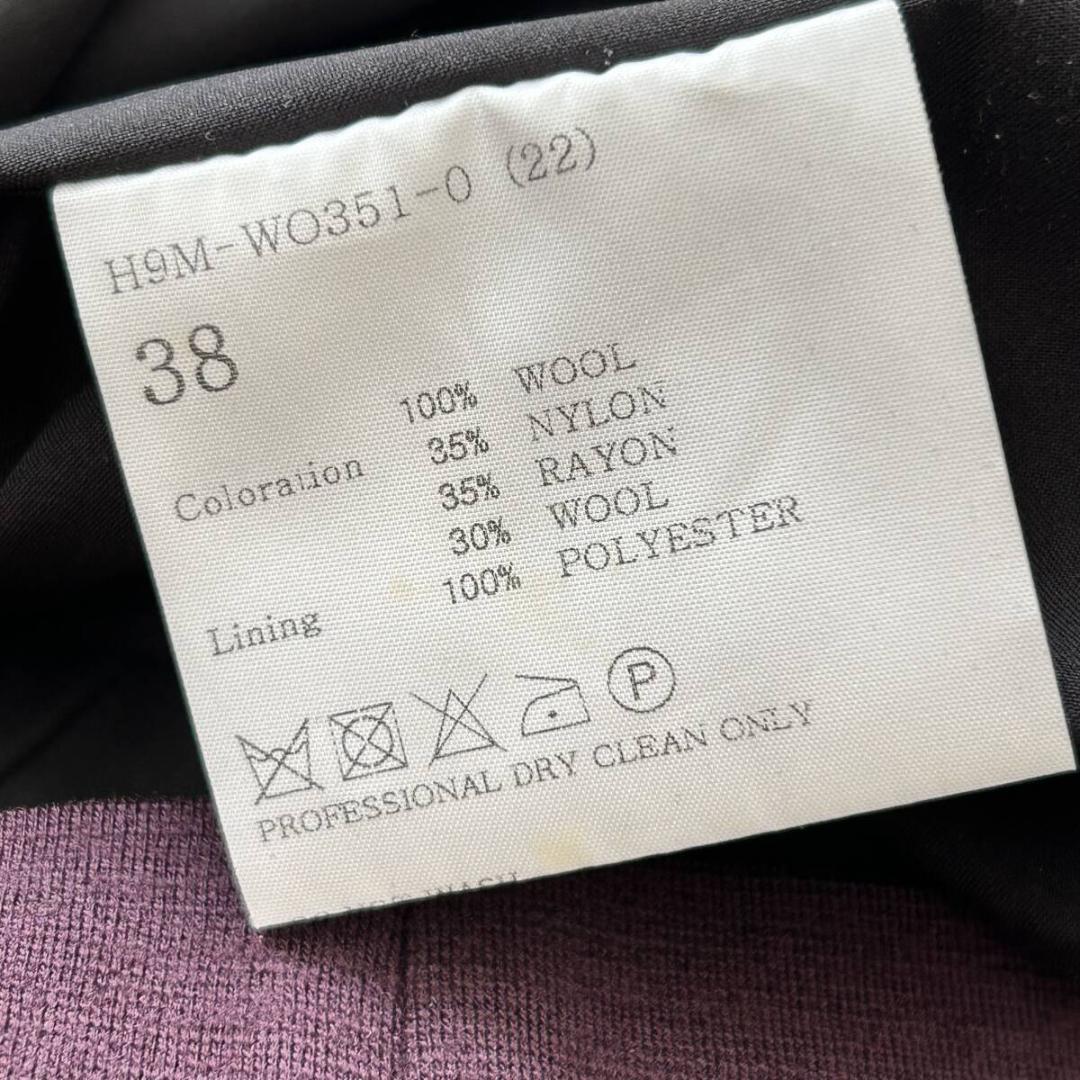 H9M-WO351-0 (22)
38
100% WOOL
Coloration 35% NYLON
35% RAYON
30% WOOL
Lining 100% POLYESTER
P
PROFESSIONAL DRY CLEAN ONLY
WASH